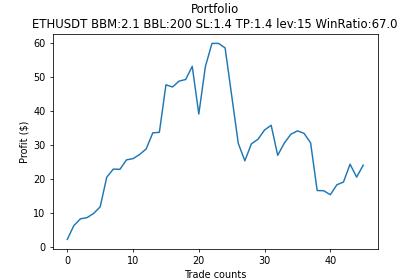 Portfolio
ETHUSDT BBM:2.1 BBL:200 SL:1.4 TP:1.4 lev:15 WinRatio:67.0
60
50
40
30
20
10
0
Profit ($)
0 10 20 30 40
Trade counts